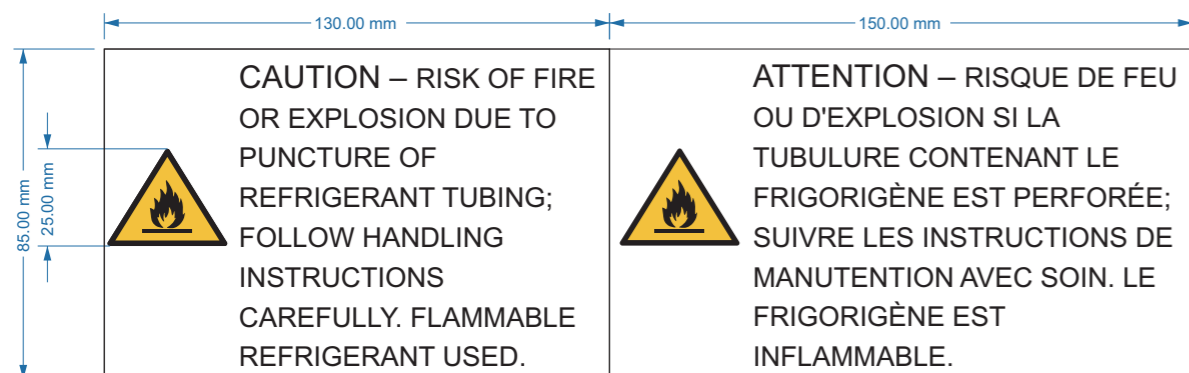 130.00 mm
150.00 mm
85.00 mm
25.00 mm
CAUTION – RISK OF FIRE
OR EXPLOSION DUE TO
PUNCTURE OF
REFRIGERANT TUBING;
FOLLOW HANDLING
INSTRUCTIONS
CAREFULLY. FLAMMABLE
REFRIGERANT USED.
ATTENTION – RISQUE DE FEU
OU D'EXPLOSION SI LA
TUBULURE CONTENANT LE
FRIGORIGÈNE EST PERFORÉE;
SUIVRE LES INSTRUCTIONS DE
MANUTENTION AVEC SOIN. LE
FRIGORIGÈNE EST
INFLAMMABLE.